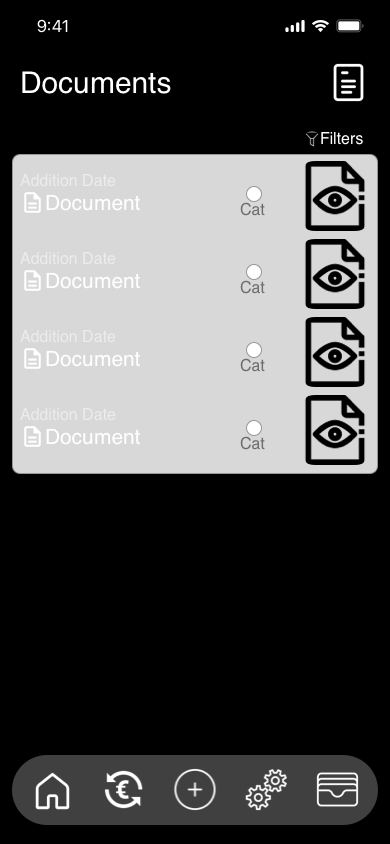 9:41
Documents
Filters
Addition Date
Document
Cat
Addition Date
Document
Cat
Addition Date
Document
Cat
Addition Date
Document
Cat